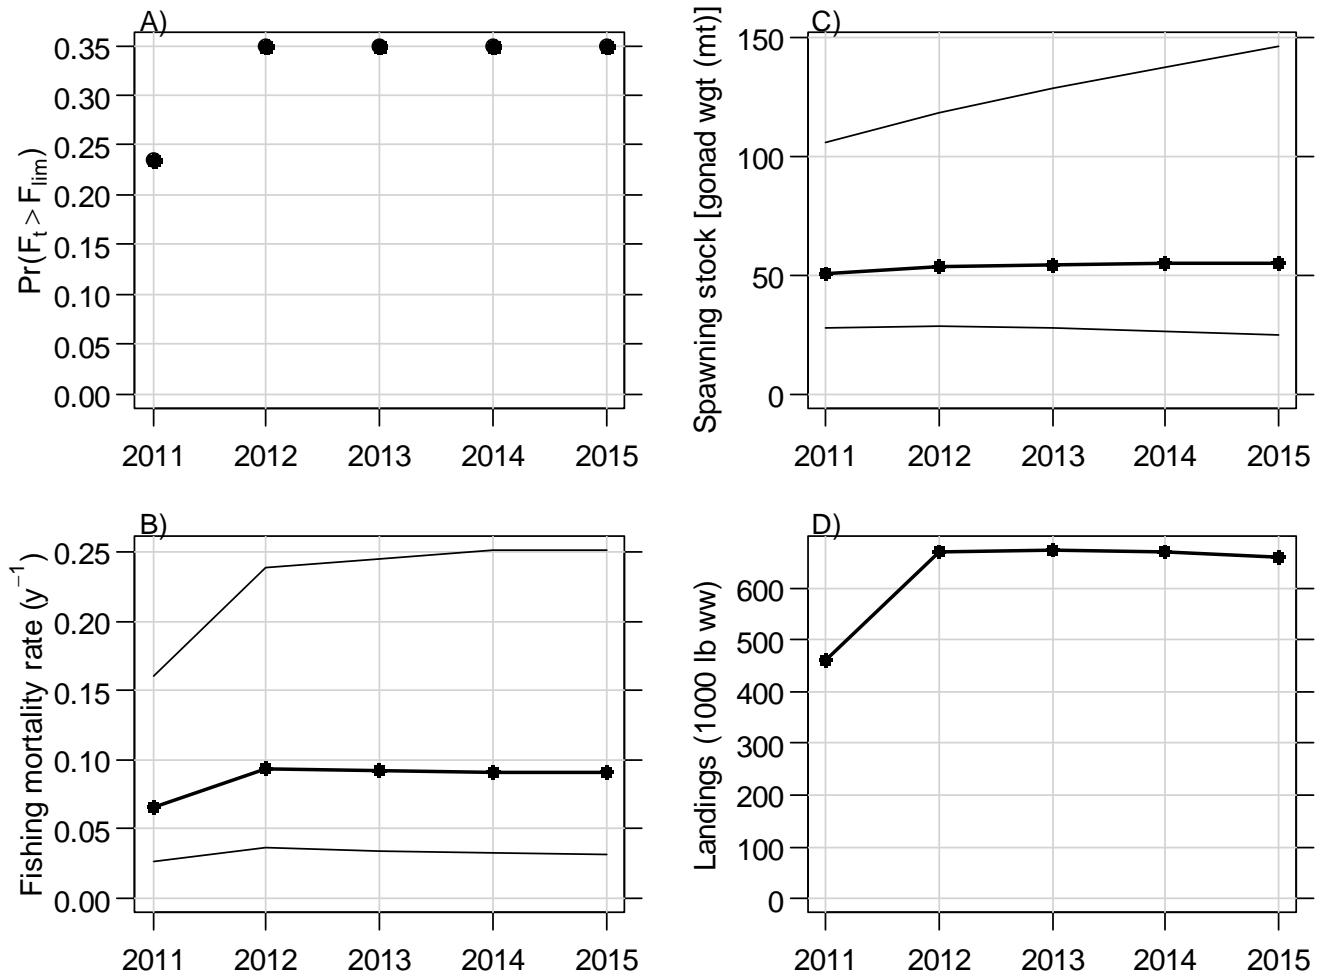 A)
Pr(Ft > Flim)
0.35
0.30
0.25
0.20
0.15
0.10
0.05
0.00
2011 2012 2013 2014 2015
C)
Spawning stock [gonad wgt (mt)]
150
100
50
0
2011 2012 2013 2014 2015
B)
Fishing mortality rate (y−1)
0.25
0.20
0.15
0.10
0.05
0.00
2011 2012 2013 2014 2015
D)
Landings (1000 lb ww)
600
500
400
300
200
100
0
2011 2012 2013 2014 2015